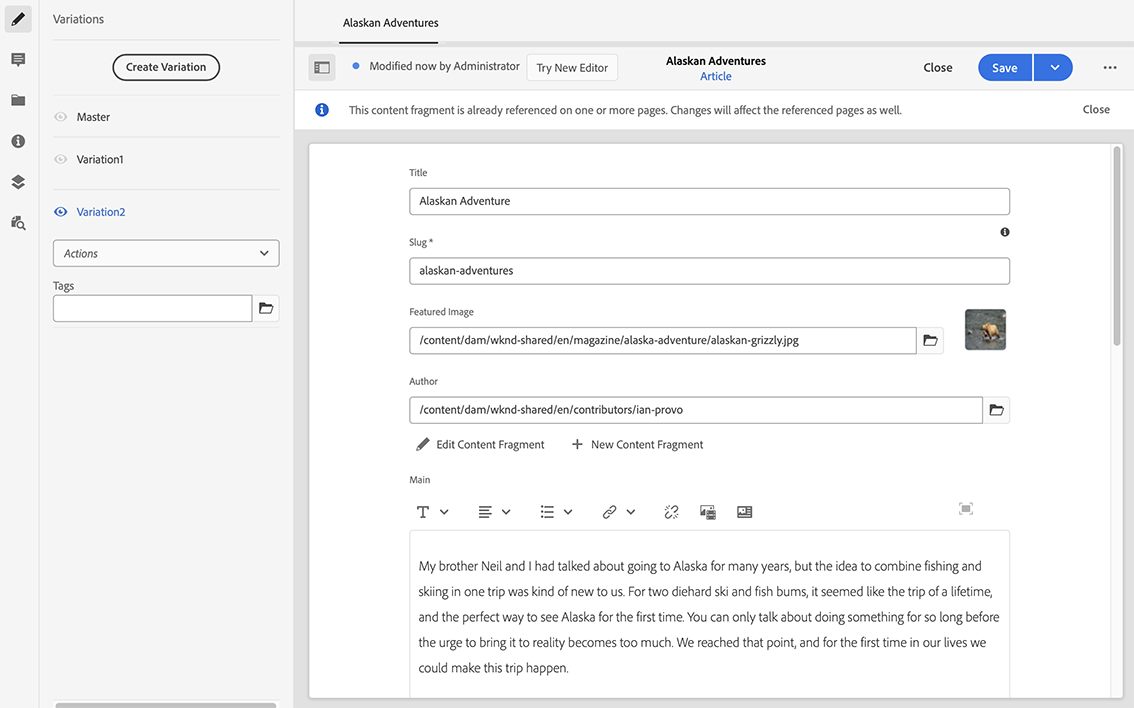 Variations
Create Variation
Master
Variation1
Variation2
Actions
Tags
Alaskan Adventures
Modified now by Administrator
Try New Editor
Alaskan Adventures
Article
Close
Save
This content fragment is already referenced on one or more pages. Changes will affect the referenced pages as well.
Close
Title
Alaskan Adventure
Slug *
alaskan-adventures
Featured Image
/content/dam/wknd-shared/en/magazine/alaska-adventure/alaskan-grizzly.jpg
Author
/content/dam/wknd-shared/en/contributors/ian-provo
Edit Content Fragment
New Content Fragment
Main
My brother Neil and I had talked about going to Alaska for many years, but the idea to combine fishing and
skiing in one trip was kind of new to us. For two diehard ski and fish bums, it seemed like the trip of a lifetime,
and the perfect way to see Alaska for the first time. You can only talk about doing something for so long before
the urge to bring it to reality becomes too much. We reached that point, and for the first time in our lives we
could make this trip happen.